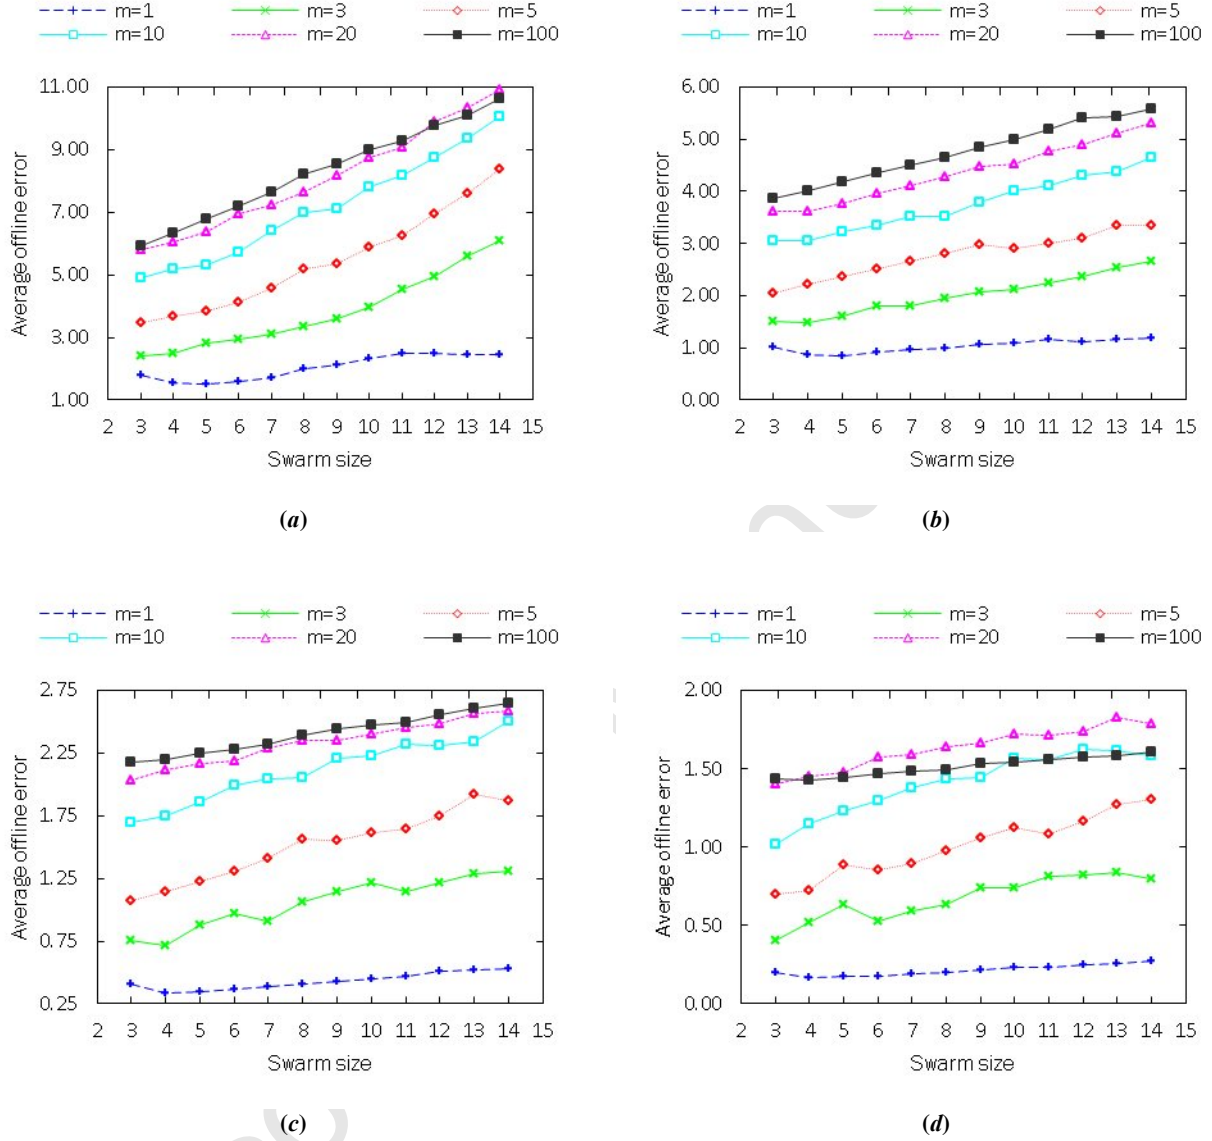 m=1 m=3 m=5
m=10 m=20 m=100
11.00
9.00
7.00
5.00
3.00
1.00
Average offline error
2 3 4 5 6 7 8 9 10 11 12 13 14 15
Swarm size
(a)
m=1 m=3 m=5
m=10 m=20 m=100
6.00
5.00
4.00
3.00
2.00
1.00
0.00
Average offline error
2 3 4 5 6 7 8 9 10 11 12 13 14 15
Swarm size
(b)
m=1 m=3 m=5
m=10 m=20 m=100
2.75
2.25
1.75
1.25
0.75
0.25
Average offline error
2 3 4 5 6 7 8 9 10 11 12 13 14 15
Swarm size
(c)
m=1 m=3 m=5
m=10 m=20 m=100
2.00
1.50
1.00
0.50
0.00
Average offline error
2 3 4 5 6 7 8 9 10 11 12 13 14 15
Swarm size
(d)